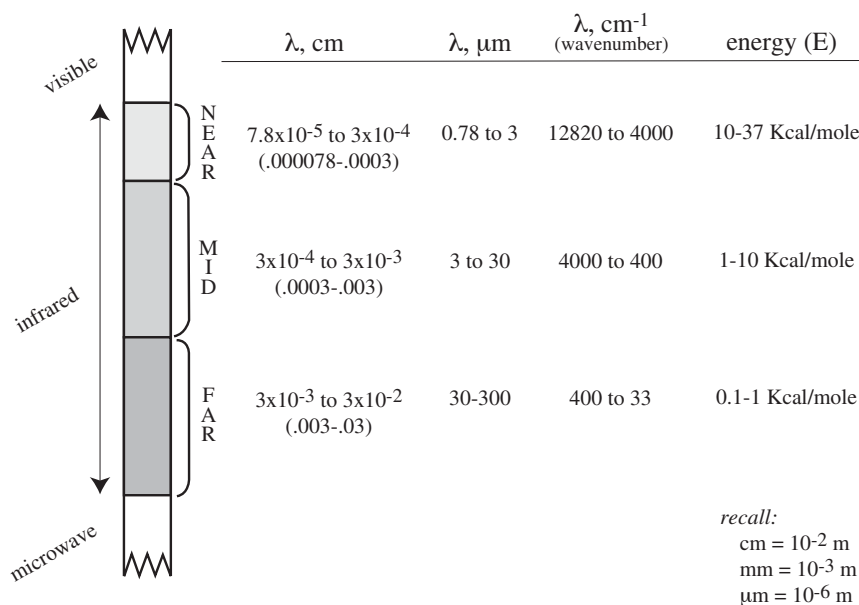 λ, cm λ, μm λ, cm-1 energy (E)
(wavenumber)
visible
NEAR 7.8x10-5 to 3x10-4 0.78 to 3 12820 to 4000 10-37 Kcal/mole
(.000078-.0003)
infrared
MID 3x10-4 to 3x10-3 3 to 30 4000 to 400 1-10 Kcal/mole
(.0003-.003)
FAR 3x10-3 to 3x10-2 30-300 400 to 33 0.1-1 Kcal/mole
(.003-.03)
microwave
recall:
cm = 10-2 m
mm = 10-3 m
μm = 10-6 m